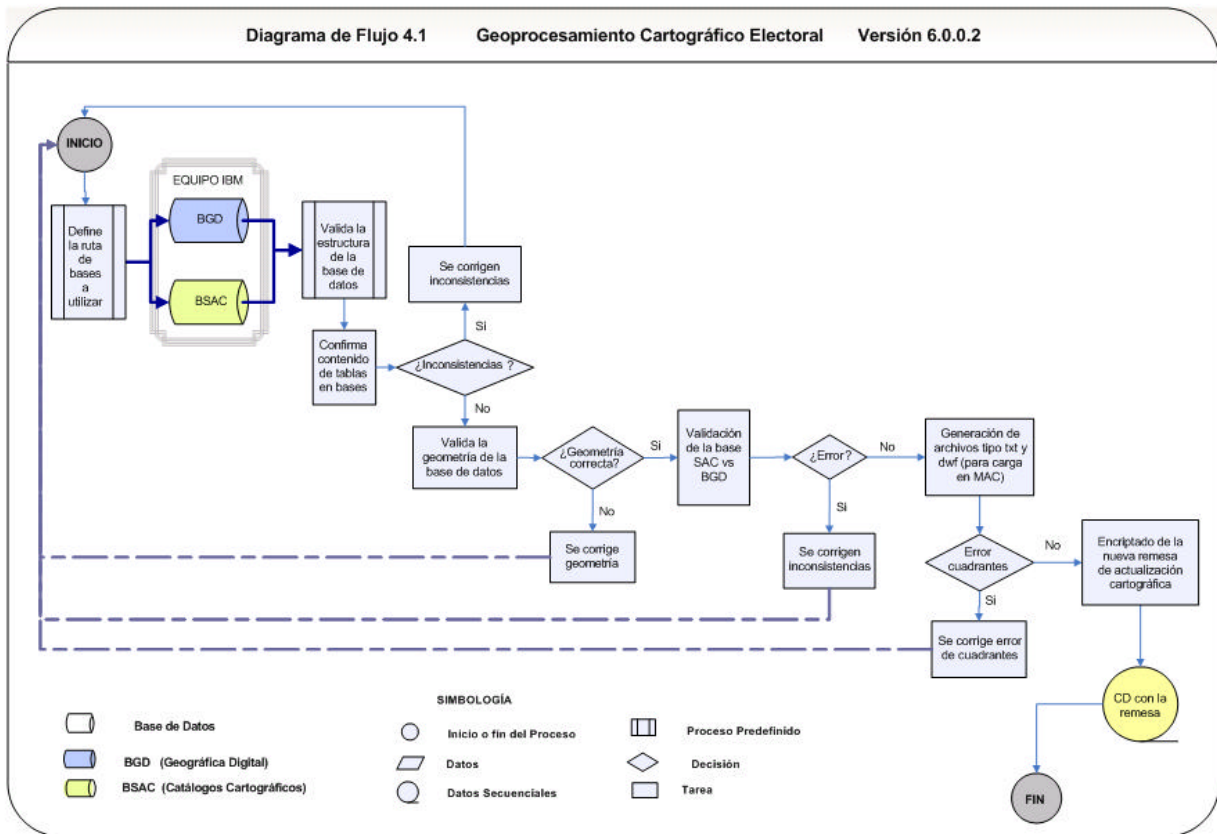 Diagrama de Flujo 4.1 Geoprocesamiento Cartográfico Electoral Versión 6.0.0.2
INICIO
Define
la ruta
de
bases
a
utilizar
EQUIPO IBM
BGD
BSAC
Valida la
estructura
de la
base de
datos
Confirma
contenido
de tablas
en bases
Se corrigen
inconsistencias
Si
¿Inconsistencias ?
No
Valida la
geometría de la
base de datos
¿Geometría
correcta?
Si
No
Se corrige
geometría
Validación
de la base
SAC vs
BGD
¿Error?
No
Si
Se corrigen
inconsistencias
Generación de
archivos tipo txt y
dwf (para carga
en MAC)
Error
cuadrantes
No
Si
Se corrige error
de cuadrantes
Encriptado de la
nueva remesa
de actualización
cartográfica
CD con la
remesa
FIN
SIMBOLOGÍA
Base de Datos
BGD (Geográfica Digital)
BSAC (Catálogos Cartográficos)
Inicio o fin del Proceso
Datos
Datos Secuenciales
Proceso Predefinido
Decisión
Tarea